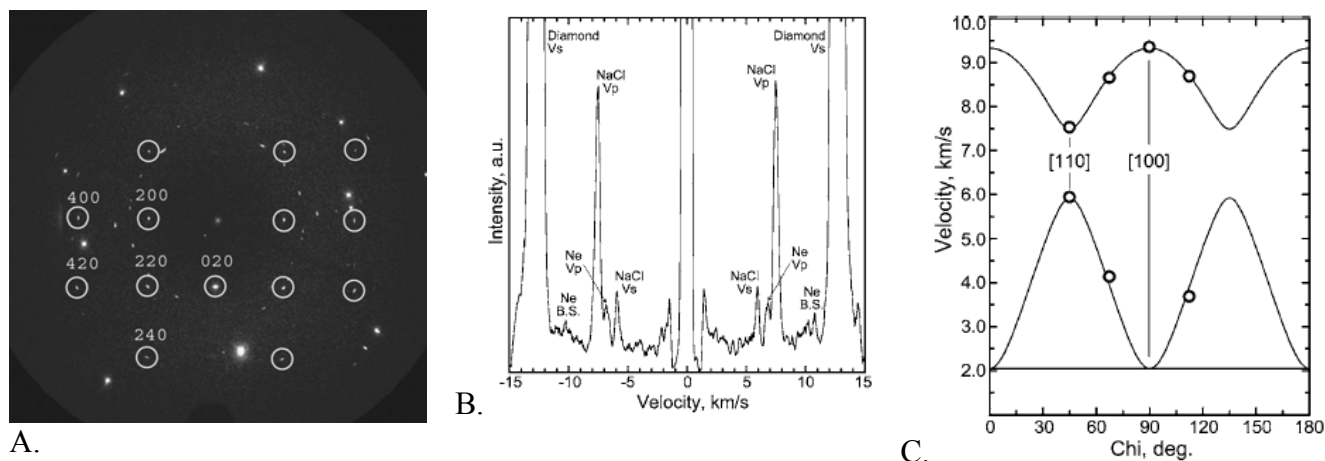 400 200
420 220 020
240
A.
Diamond
Vs
Diamond
Vs
NaCl
Vp
NaCl
Vp
Ne
Vp
NaCl
Vs
Ne
B.S.
NaCl
Vs
Ne
Vp
Ne
B.S.
Intensity, a.u.
-15 -10 -5 0 5 10 15
Velocity, km/s
B.
10.0
9.0
8.0
7.0
6.0
5.0
4.0
3.0
2.0
Velocity, km/s
[110] [100]
0 30 60 90 120 150 180
Chi, deg.
C.